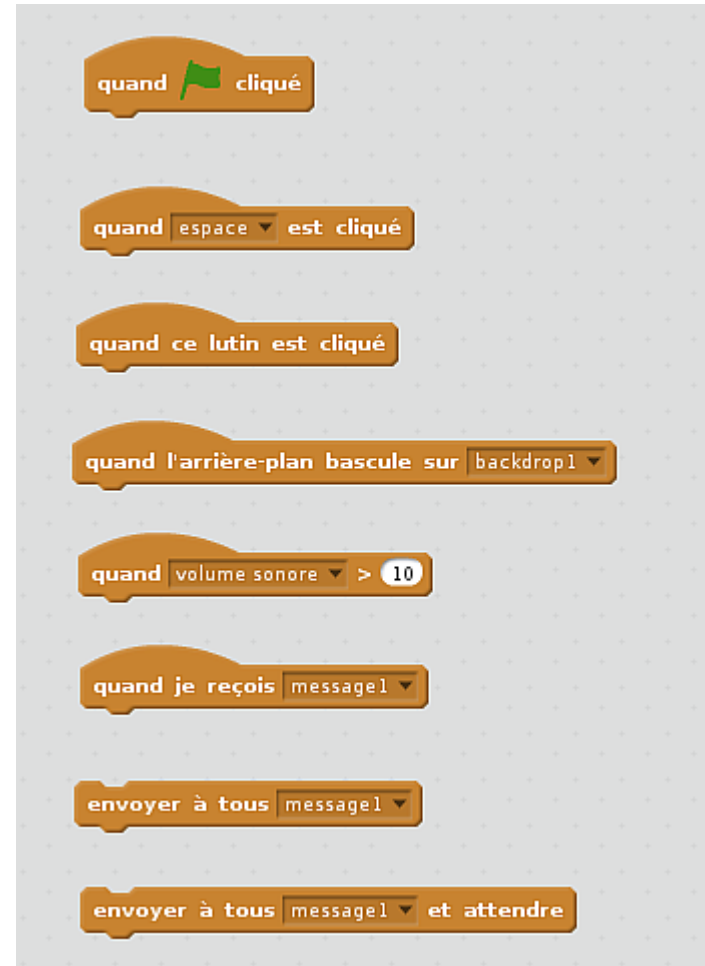 quand cliqué
quand espace est cliqué
quand ce lutin est cliqué
quand l'arrière-plan bascule sur backdrop1
quand volume sonore > 10
quand je reçois message1
envoyer à tous message1
envoyer à tous message1 et attendre